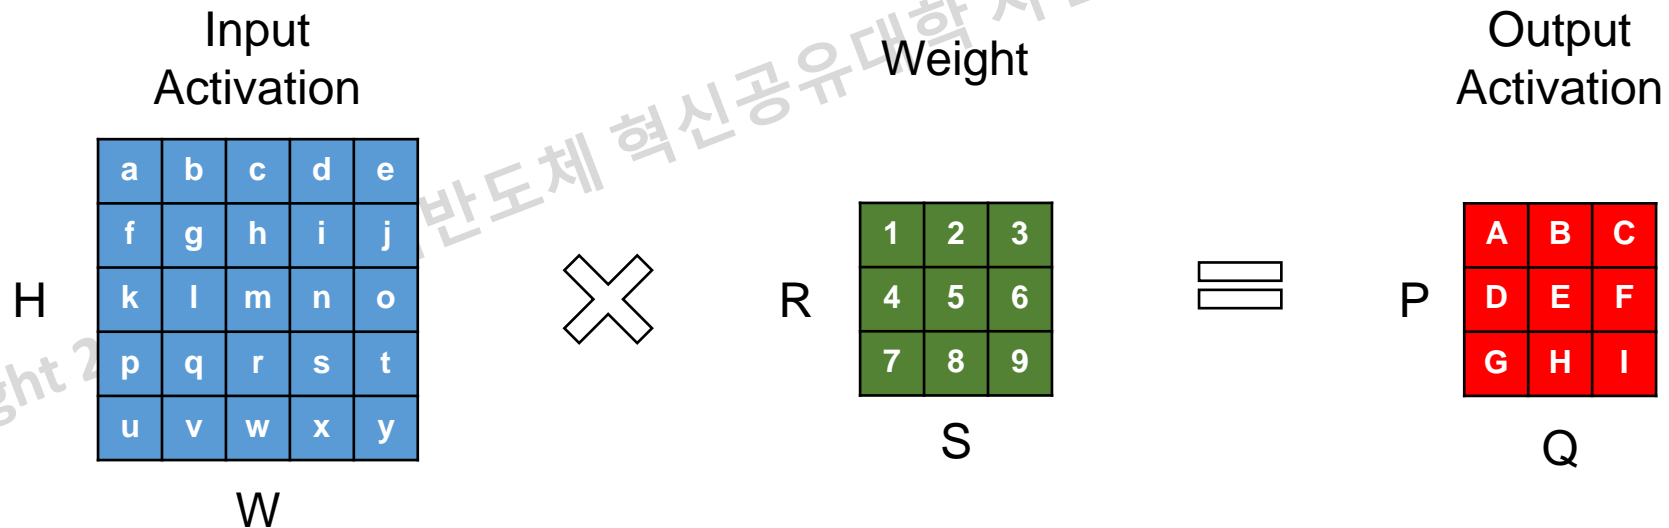 Input
Activation
Weight
Output
Activation
a b c d e
f g h i j
k l m n o
p q r s t
u v w x y
H
W
1 2 3
4 5 6
7 8 9
R
S
A B C
D E F
G H I
P
Q
반도체 혁신공유대학